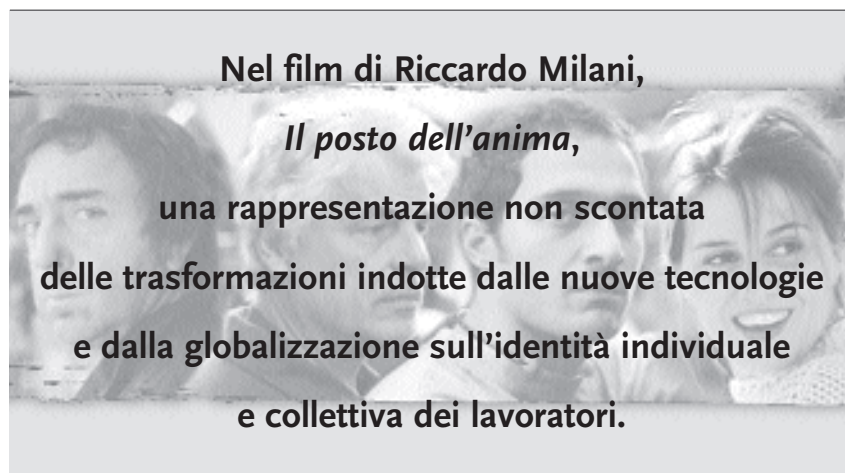 Nel film di Riccardo Milani,
Il posto dell'anima,
una rappresentazione non scontata
delle trasformazioni indotte dalle nuove tecnologie
e dalla globalizzazione sull'identità individuale
e collettiva dei lavoratori.